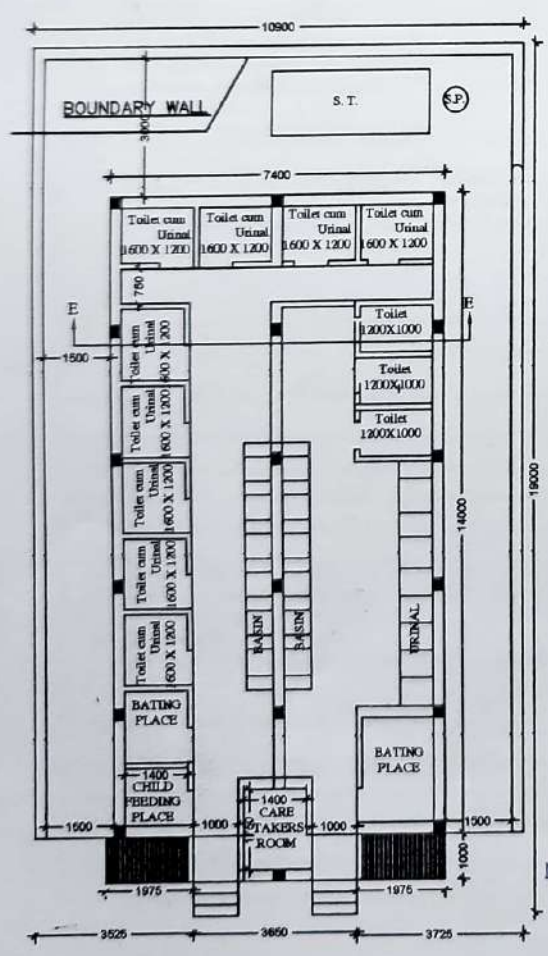 10900
BOUNDARY WALL
S. T.
S.P.
3000
7400
Toilet cum
Urinal
1600 X 1200
Toilet cum
Urinal
1600 X 1200
Toilet cum
Urinal
1600 X 1200
Toilet cum
Urinal
1600 X 1200
750
E
E
Toilet
1200X1000
Toilet
1200X1000
Toilet
1200X1000
1500
Toilet cum
Urinal
1600 X 1200
Toilet cum
Urinal
1600 X 1200
Toilet cum
Urinal
1600 X 1200
Toilet cum
Urinal
1600 X 1200
Toilet cum
Urinal
1600 X 1200
19000
14000
BASIN
BASIN
URINAL
BATING
PLACE
BATING
PLACE
1400
CHILD
FEEDING
PLACE
1400
CARE
TAKERS
ROOM
1500
1000
1000
1500
1000
1975
1975
3525
3650
3725